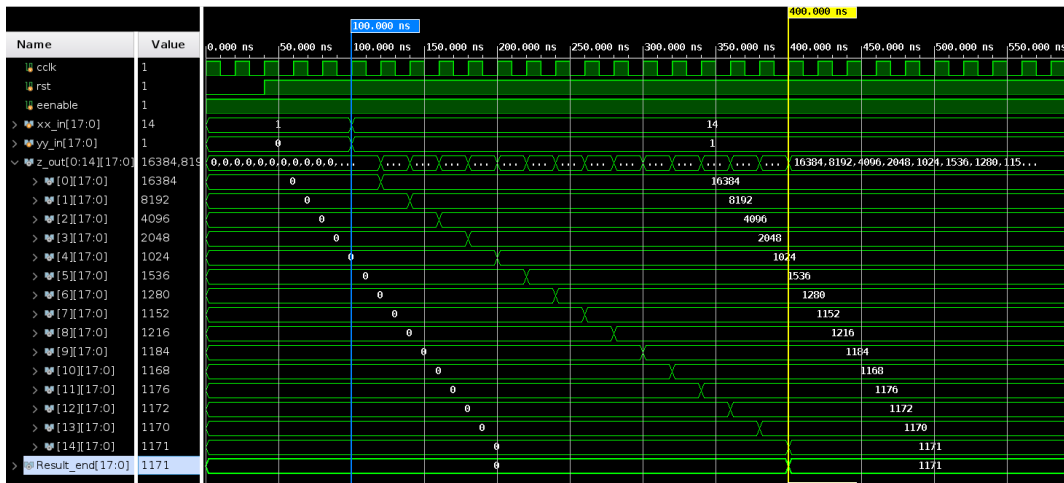 400.000 ns
100.000 ns
Name Value
0.000 ns 50.000 ns 100.000 ns 150.000 ns 200.000 ns 250.000 ns 300.000 ns 350.000 ns 400.000 ns 450.000 ns 500.000 ns 550.000 ns
cclk 1
rst 1
eenable 1
xx_in[17:0] 14 1 14
yy_in[17:0] 1 0 1
z_out[0:14][17:0] 16384,819 0,0,0,0,0,0,0,0,0,... ... ... ... ... ... ... ... ... ... ... ... ... ... ... 16384,8192,4096,2048,1024,1536,1280,115...
[0][17:0] 16384 0 16384
[1][17:0] 8192 0 8192
[2][17:0] 4096 0 4096
[3][17:0] 2048 0 2048
[4][17:0] 1024 0 1024
[5][17:0] 1536 0 1536
[6][17:0] 1280 0 1280
[7][17:0] 1152 0 1152
[8][17:0] 1216 0 1216
[9][17:0] 1184 0 1184
[10][17:0] 1168 0 1168
[11][17:0] 1176 0 1176
[12][17:0] 1172 0 1172
[13][17:0] 1170 0 1170
[14][17:0] 1171 0 1171
Result_end[17:0] 1171 0 1171